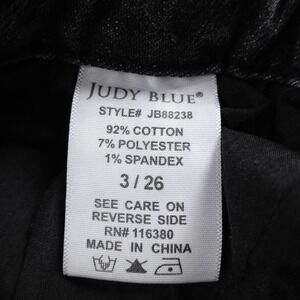 JUDY BLUE®
STYLE# JB88238
92% COTTON
7% POLYESTER
1% SPANDEX
3 / 26
SEE CARE ON
REVERSE SIDE
RN# 116380
MADE IN CHINA